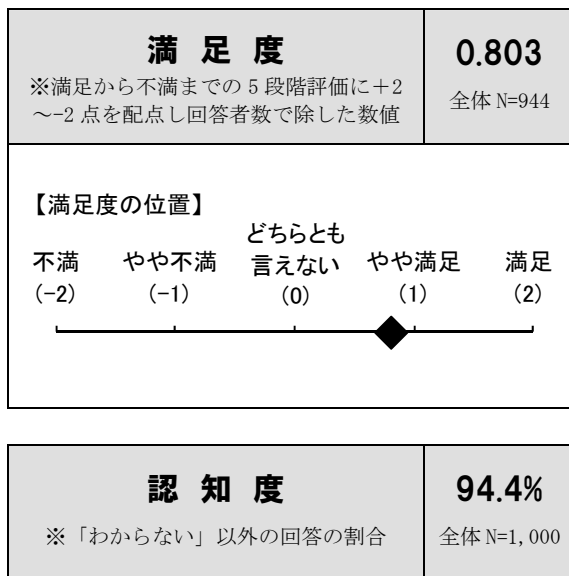 満足度
0.803
※満足から不満までの5段階評価に+2
～-2点を配点し回答者数で除した数値
全体 N=944
【満足度の位置】
不満
(-2)
やや不満
(-1)
どちらとも
言えない
(0)
やや満足
(1)
満足
(2)
認知度
94.4%
※「わからない」以外の回答の割合
全体 N=1,000